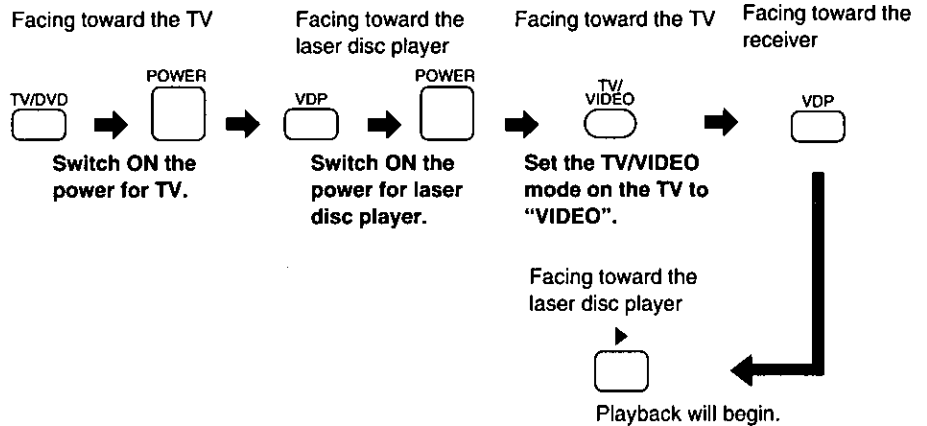 Facing toward the TV
TV/DVD
POWER
Switch ON the
power for TV.
Facing toward the
laser disc player
VDP
POWER
Switch ON the
power for laser
disc player.
Facing toward the TV
TV/
VIDEO
Set the TV/VIDEO
mode on the TV to
“VIDEO”.
Facing toward the
receiver
VDP
Facing toward the
laser disc player
Playback will begin.